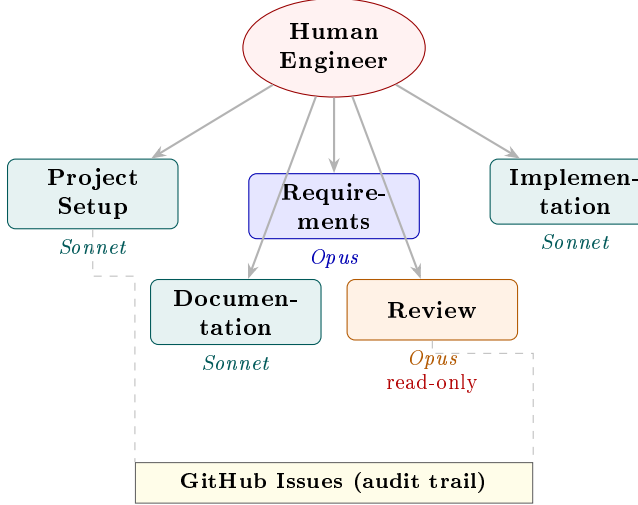 Human
Engineer
Project
Setup
Sonnet
Require-
ments
Opus
Implemen-
tation
Sonnet
Documen-
tation
Sonnet
Review
Opus
read-only
GitHub Issues (audit trail)